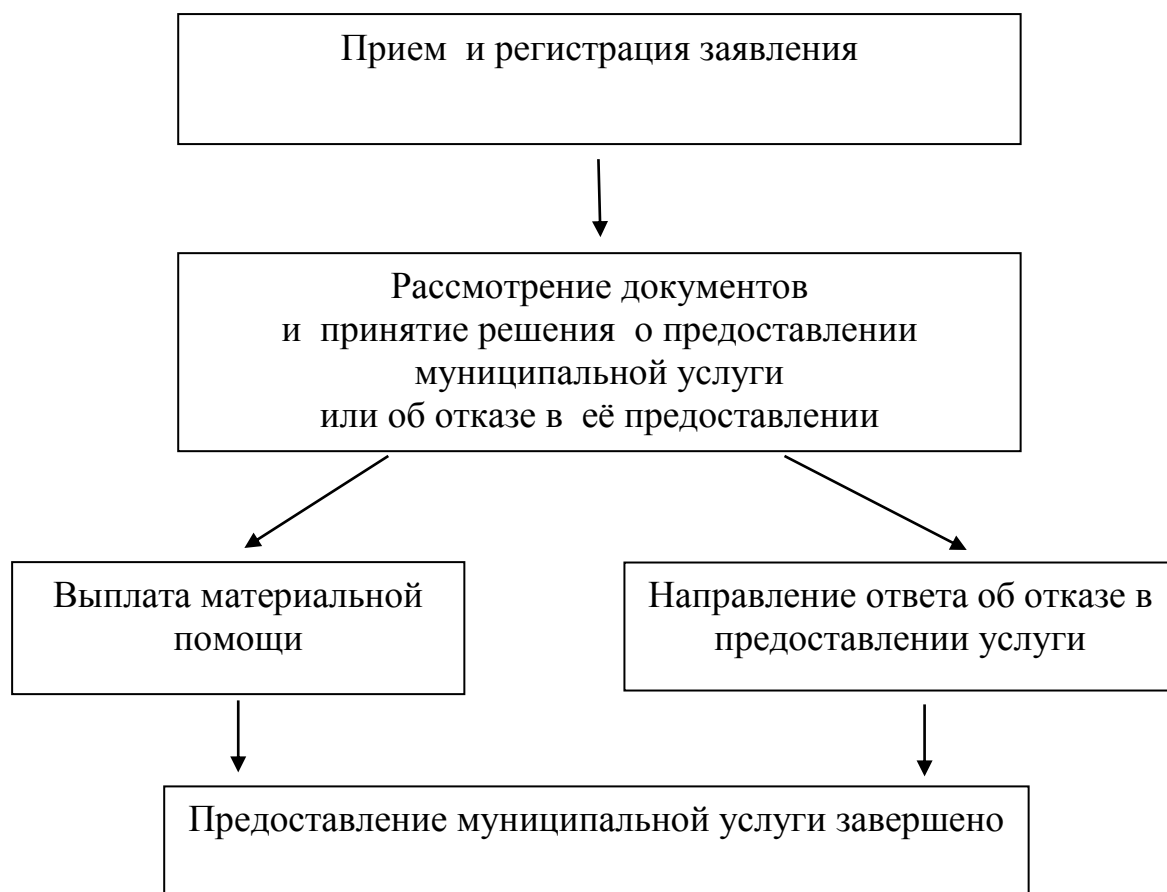 Прием  и регистрация заявления
Рассмотрение документов
и  принятие решения  о предоставлении
муниципальной услуги
или об отказе в  её предоставлении
Выплата материальной
помощи
Направление ответа об отказе в
предоставлении услуги
Предоставление муниципальной услуги завершено